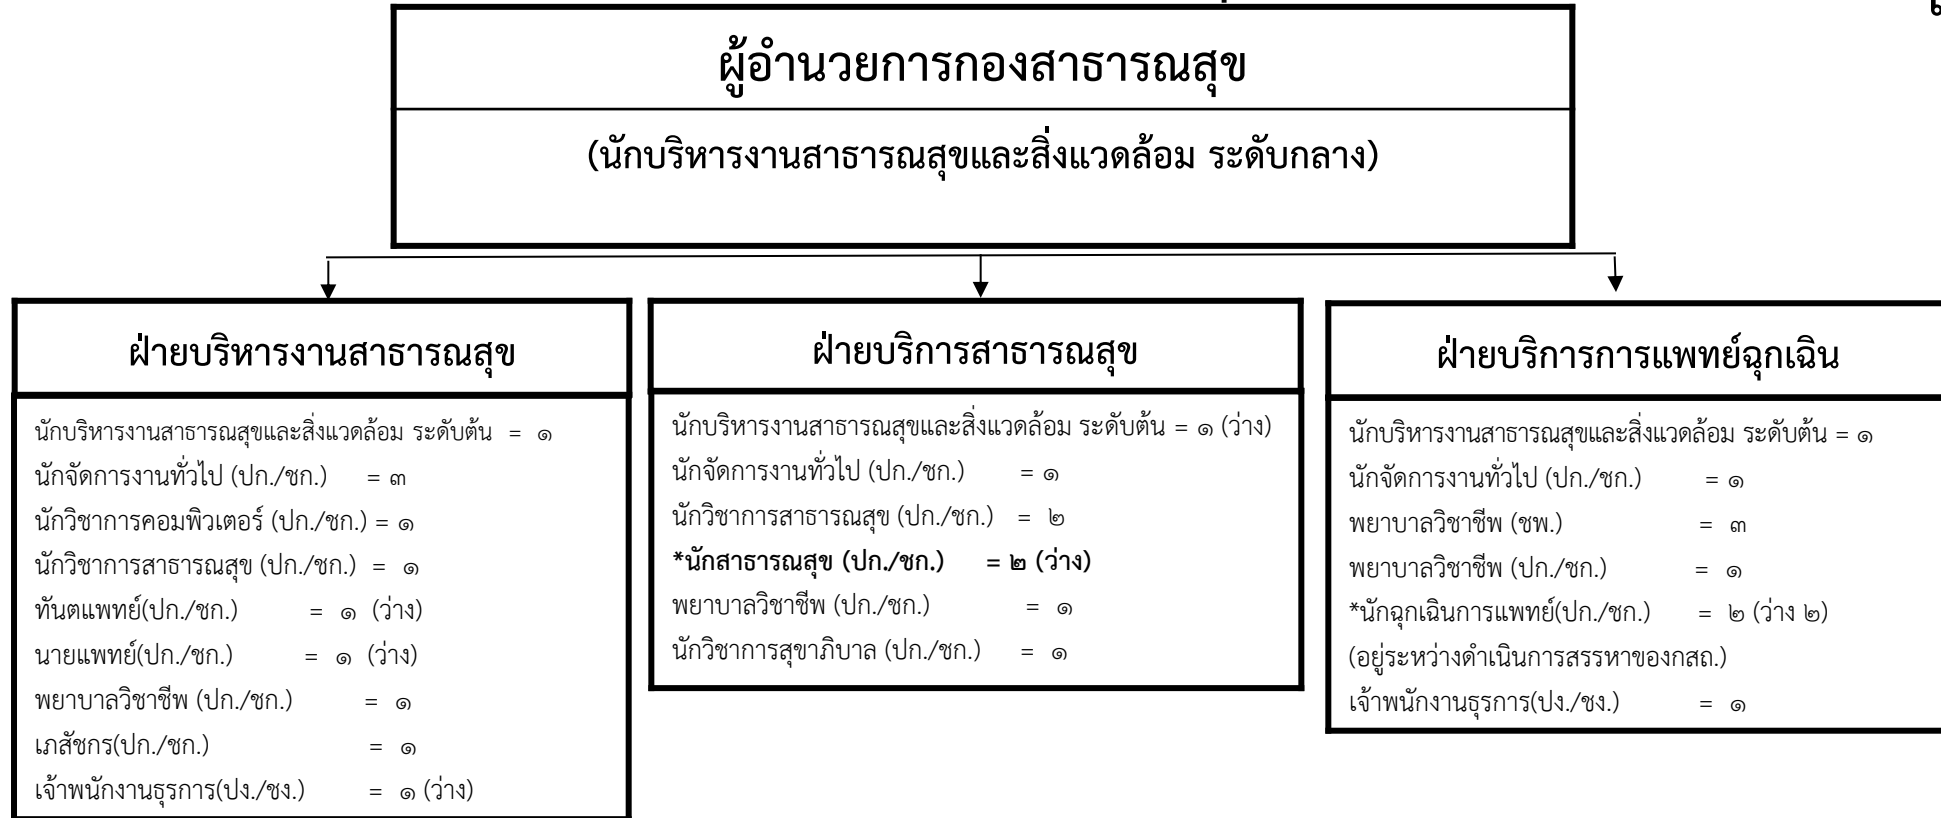 ผู้อำนวยการกองสาธารณสุข
(นักบริหารงานสาธารณสุขและสิ่งแวดล้อม ระดับกลาง)
ฝ่ายบริหารงานสาธารณสุข
นักบริหารงานสาธารณสุขและสิ่งแวดล้อม ระดับต้น = ๑
นักจัดการงานทั่วไป (ปก./ชก.) = ๓
นักวิชาการคอมพิวเตอร์ (ปก./ชก.) = ๑
นักวิชาการสาธารณสุข (ปก./ชก.) = ๑
ทันตแพทย์(ปก./ชก.) = ๑ (ว่าง)
นายแพทย์(ปก./ชก.) = ๑ (ว่าง)
พยาบาลวิชาชีพ (ปก./ชก.) = ๑
เภสัชกร(ปก./ชก.) = ๑
เจ้าพนักงานธุรการ(ปง./ชง.) = ๑ (ว่าง)
ฝ่ายบริการสาธารณสุข
นักบริหารงานสาธารณสุขและสิ่งแวดล้อม ระดับต้น = ๑ (ว่าง)
นักจัดการงานทั่วไป (ปก./ชก.) = ๑
นักวิชาการสาธารณสุข (ปก./ชก.) = ๒
*นักสาธารณสุข (ปก./ชก.) = ๒ (ว่าง)
พยาบาลวิชาชีพ (ปก./ชก.) = ๑
นักวิชาการสุขาภิบาล (ปก./ชก.) = ๑
ฝ่ายบริการการแพทย์ฉุกเฉิน
นักบริหารงานสาธารณสุขและสิ่งแวดล้อม ระดับต้น = ๑
นักจัดการงานทั่วไป (ปก./ชก.) = ๑
พยาบาลวิชาชีพ (ชพ.) = ๓
พยาบาลวิชาชีพ (ปก./ชก.) = ๑
*นักฉุกเฉินการแพทย์(ปก./ชก.) = ๒ (ว่าง ๒)
(อยู่ระหว่างดำเนินการสรรหาของกสถ.)
เจ้าพนักงานธุรการ(ปง./ชง.) = ๑